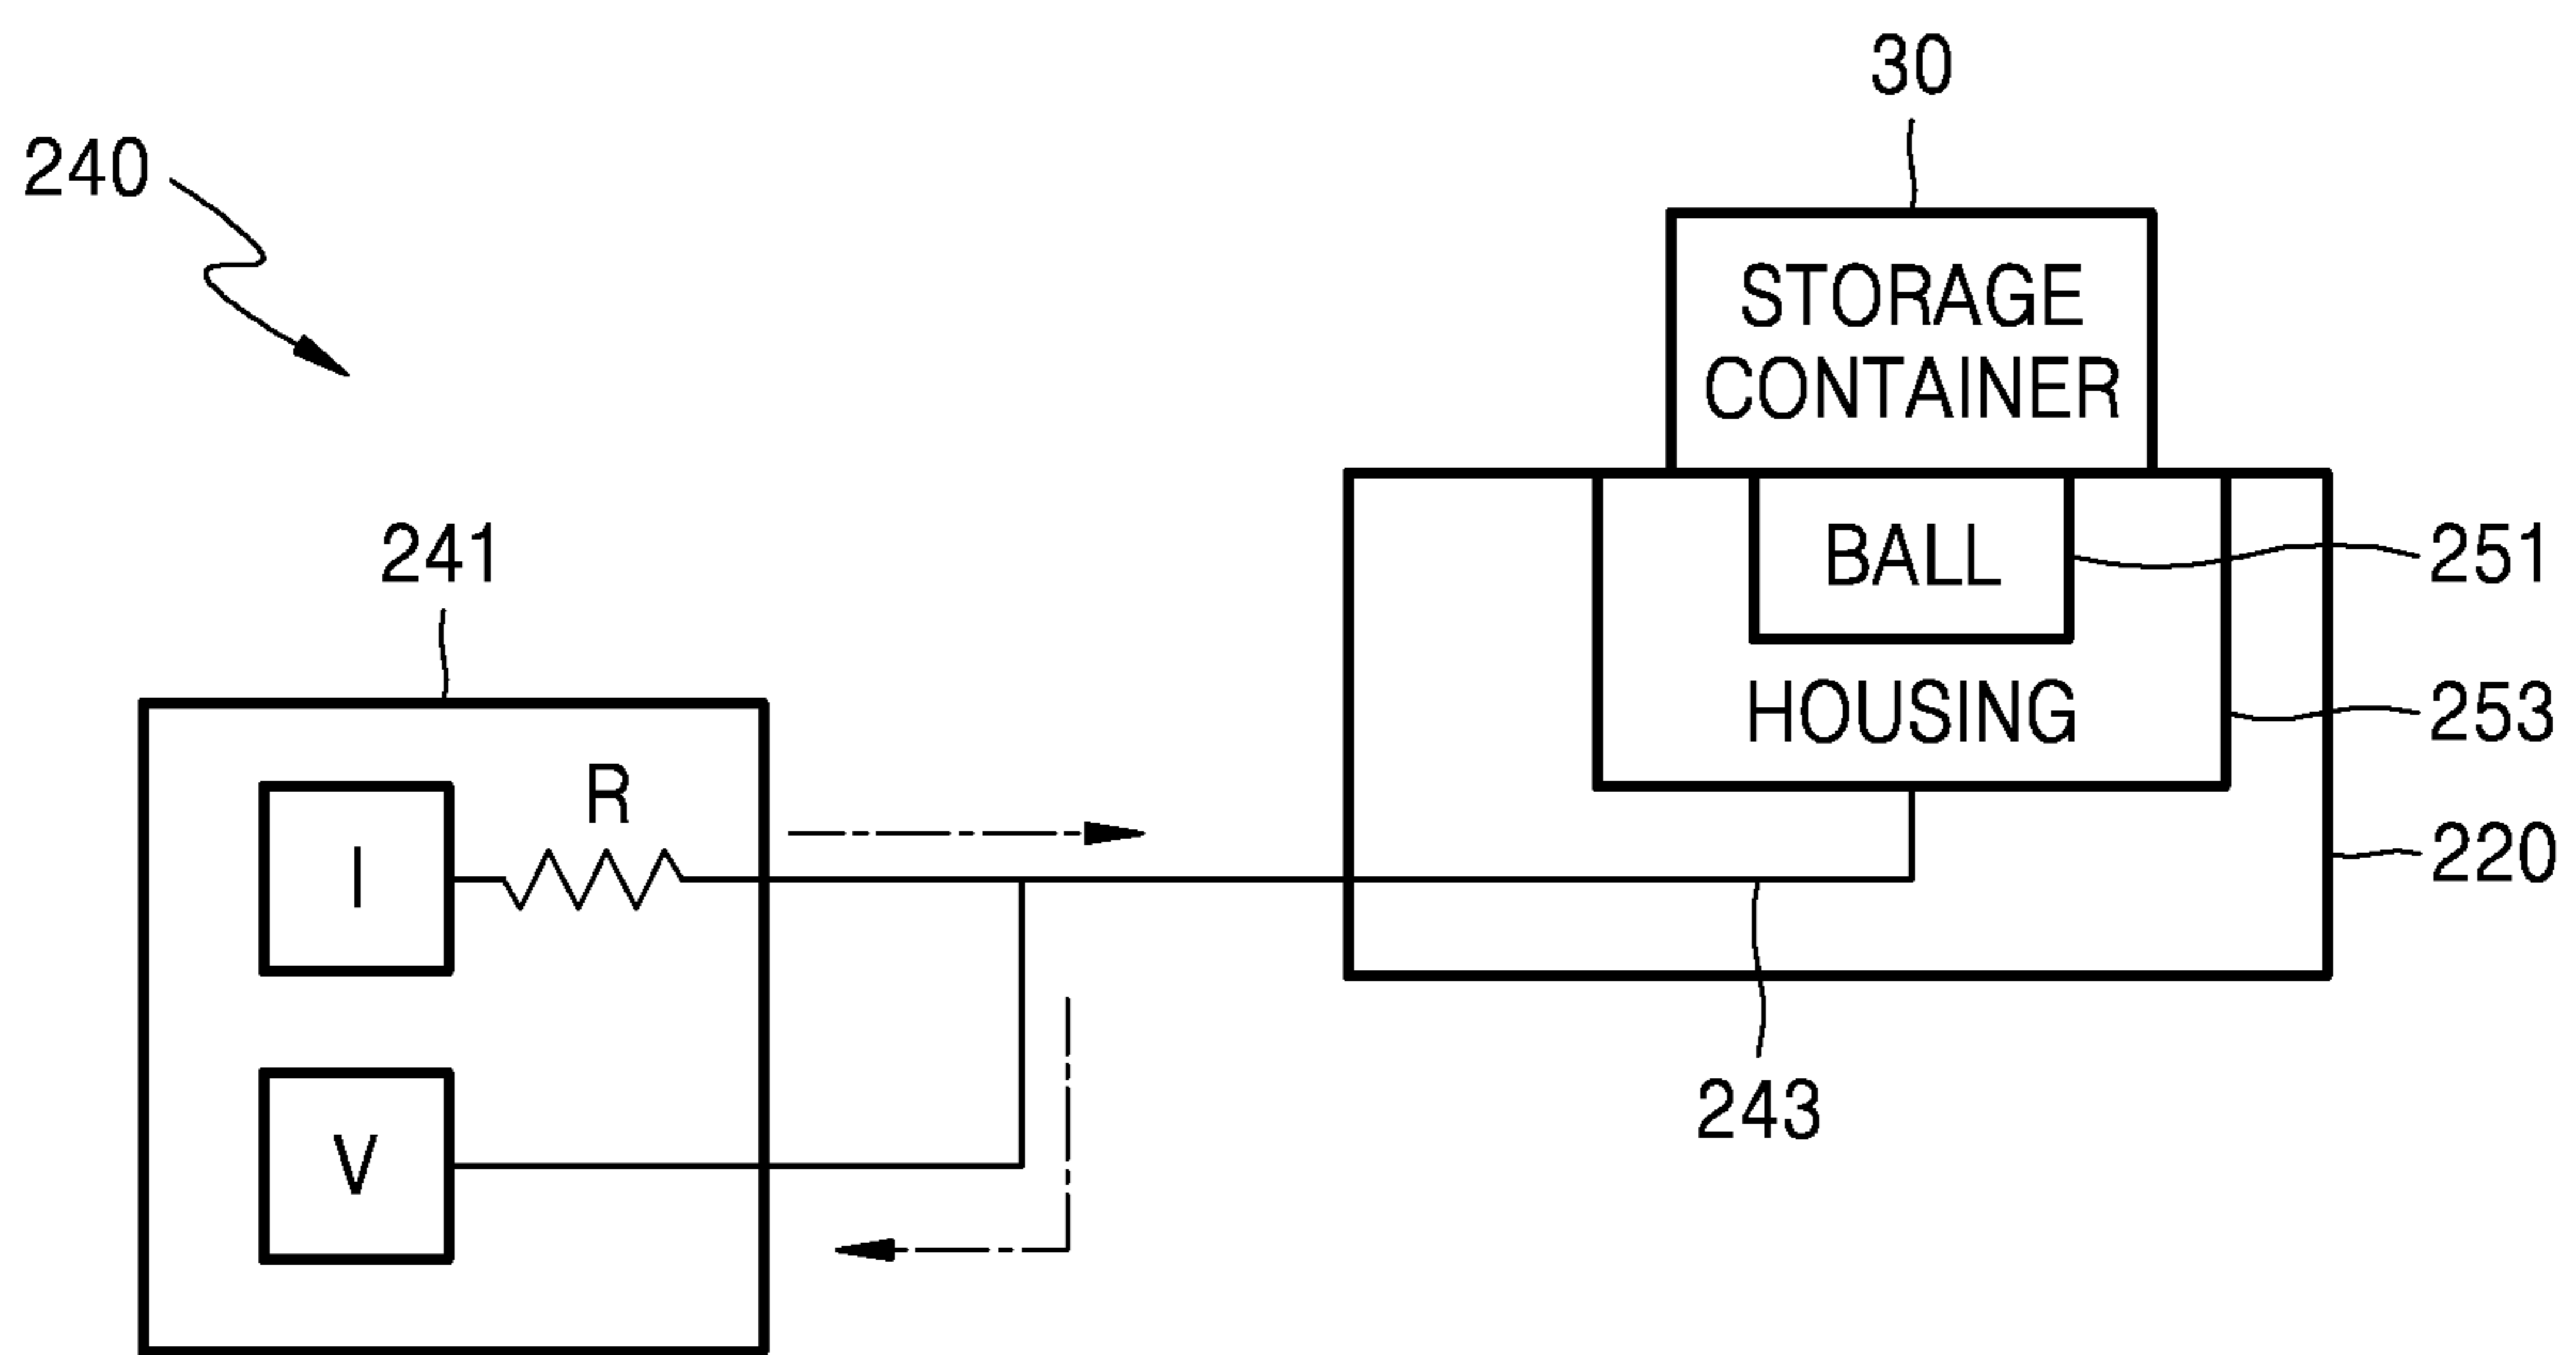 30
240
STORAGE
CONTAINER
241
BALL
251
HOUSING
253
R
I
220
V
243